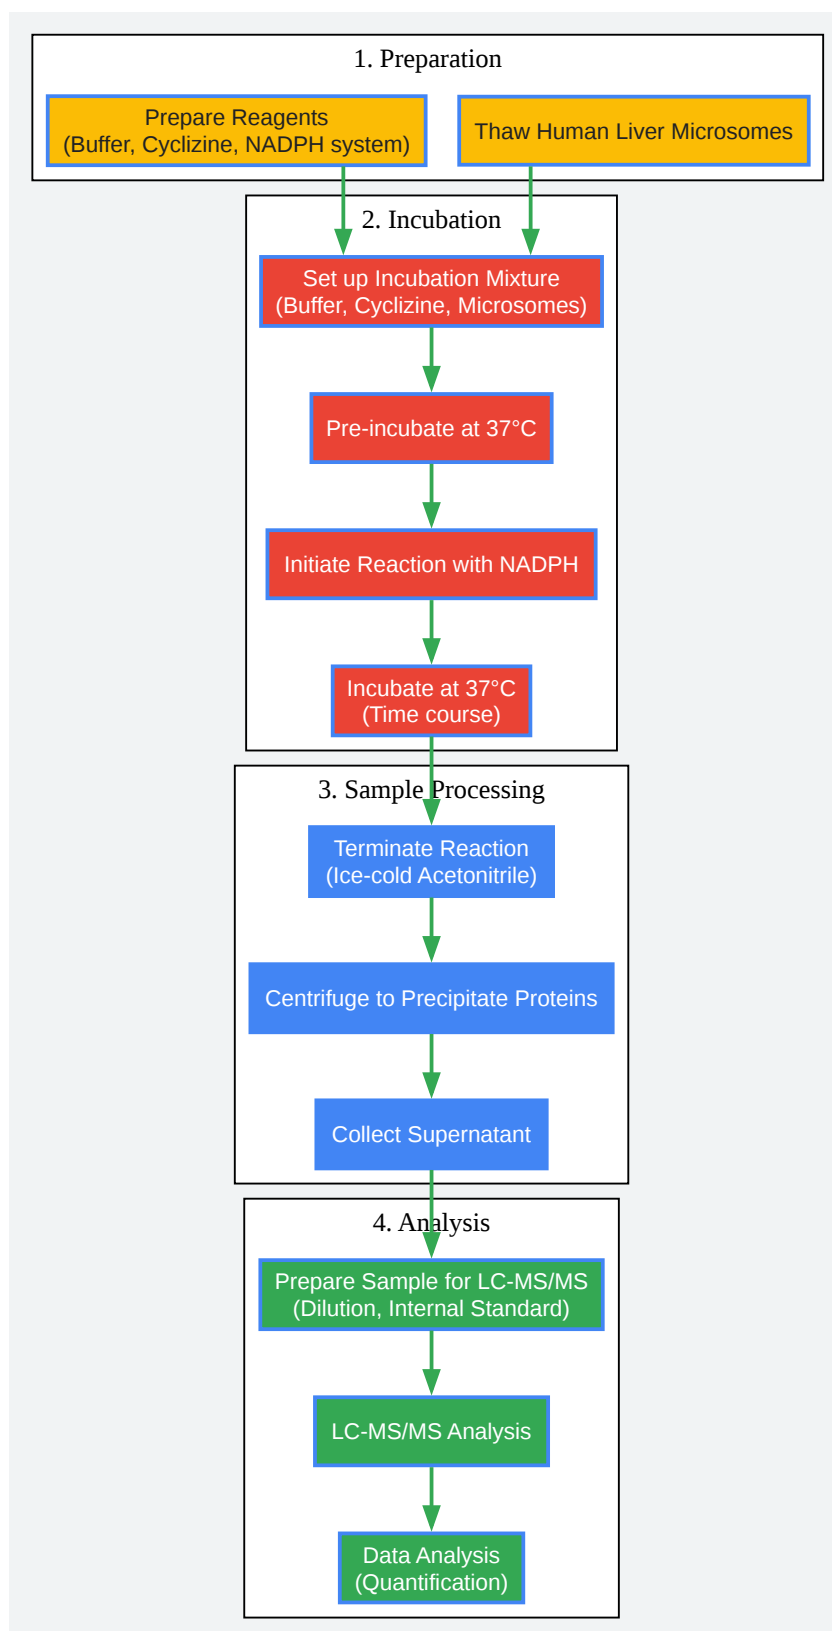 1. Preparation
Prepare Reagents
(Buffer, Cyclizine, NADPH system)
Thaw Human Liver Microsomes
2. Incubation
Set up Incubation Mixture
(Buffer, Cyclizine, Microsomes)
Pre-incubate at 37°C
Initiate Reaction with NADPH
Incubate at 37°C
(Time course)
3. Sample Processing
Terminate Reaction
(Ice-cold Acetonitrile)
Centrifuge to Precipitate Proteins
Collect Supernatant
4. Analysis
Prepare Sample for LC-MS/MS
(Dilution, Internal Standard)
LC-MS/MS Analysis
Data Analysis
(Quantification)